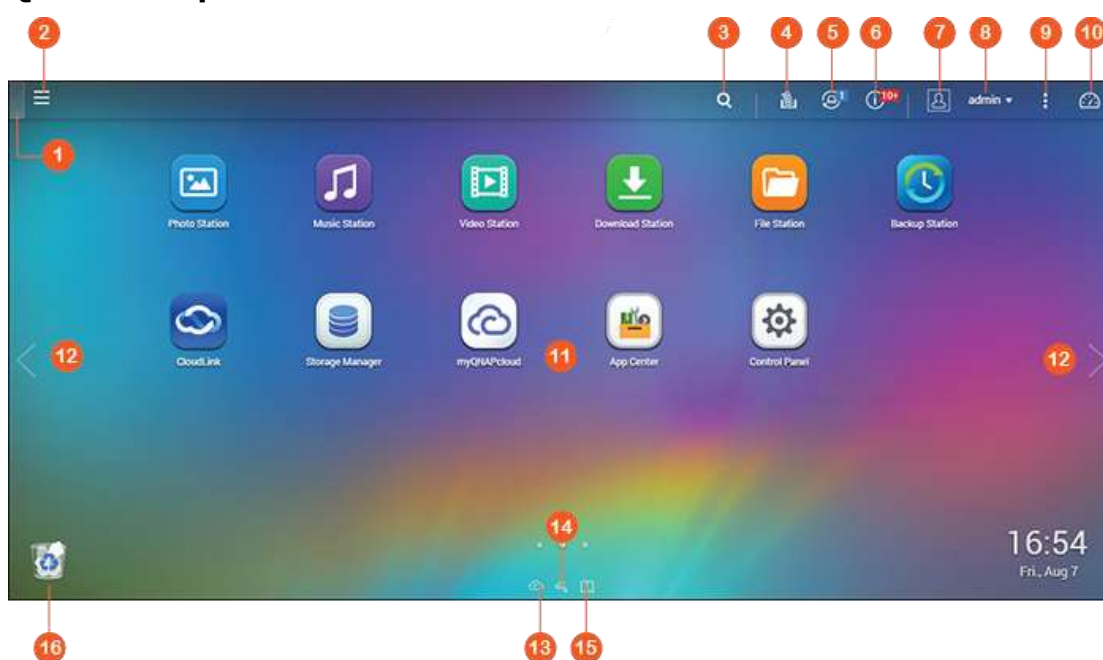 2 3 4 5 6 7 8 9 10
1 10+
admin
1
Photo Station Music Station Video Station Download Station File Station Backup Station
12 12
CloudLink Storage Manager myQNAPcloud 11 App Center Control Panel
14
16:54
Fri., Aug 7
16 13 15